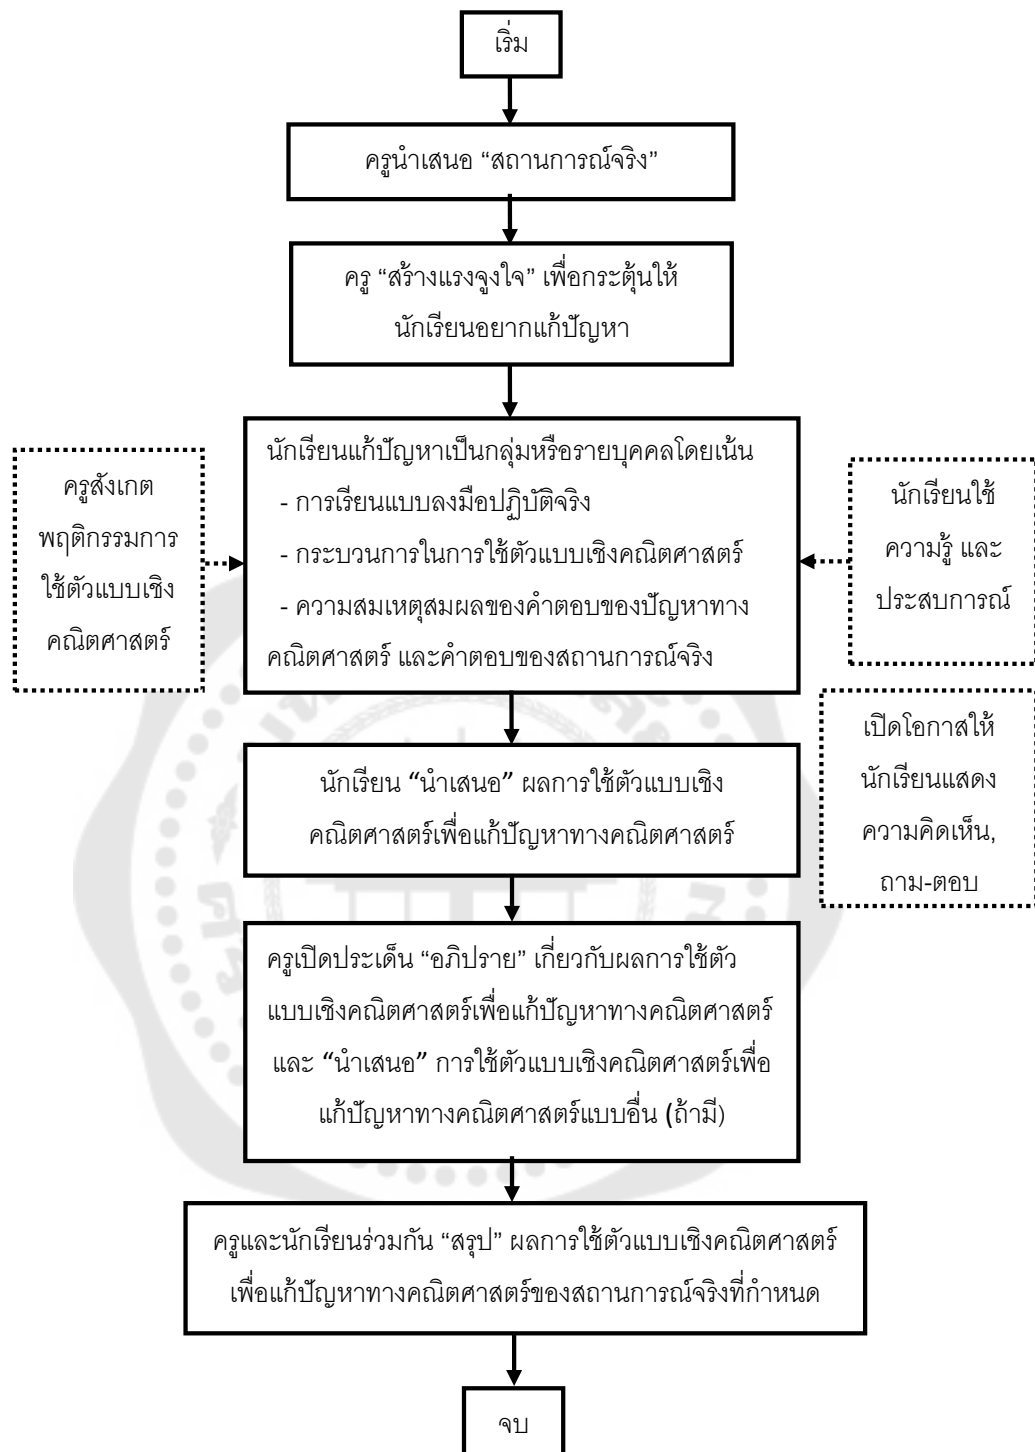 เริ่ม
ครูนำเสนอ “สถานการณ์จริง”
ครู “สร้างแรงจูงใจ” เพื่อกระตุ้นให้
นักเรียนอยากแก้ปัญหา
นักเรียนแก้ปัญหาเป็นกลุ่มหรือรายบุคคลโดยเน้น
- การเรียนแบบลงมือปฏิบัติจริง
- กระบวนการในการใช้ตัวแบบเชิงคณิตศาสตร์
- ความสมเหตุสมผลของคำตอบของปัญหาทาง
คณิตศาสตร์ และคำตอบของสถานการณ์จริง
ครูสังเกต
พฤติกรรมการ
ใช้ตัวแบบเชิง
คณิตศาสตร์
นักเรียนใช้
ความรู้ และ
ประสบการณ์
นักเรียน “นำเสนอ” ผลการใช้ตัวแบบเชิง
คณิตศาสตร์เพื่อแก้ปัญหาทางคณิตศาสตร์
เปิดโอกาสให้
นักเรียนแสดง
ความคิดเห็น,
ถาม-ตอบ
ครูเปิดประเด็น “อภิปราย” เกี่ยวกับผลการใช้ตัว
แบบเชิงคณิตศาสตร์เพื่อแก้ปัญหาทางคณิตศาสตร์
และ “นำเสนอ” การใช้ตัวแบบเชิงคณิตศาสตร์เพื่อ
แก้ปัญหาทางคณิตศาสตร์แบบอื่น (ถ้ามี)
ครูและนักเรียนร่วมกัน “สรุป” ผลการใช้ตัวแบบเชิงคณิตศาสตร์
เพื่อแก้ปัญหาทางคณิตศาสตร์ของสถานการณ์จริงที่กำหนด
จบ